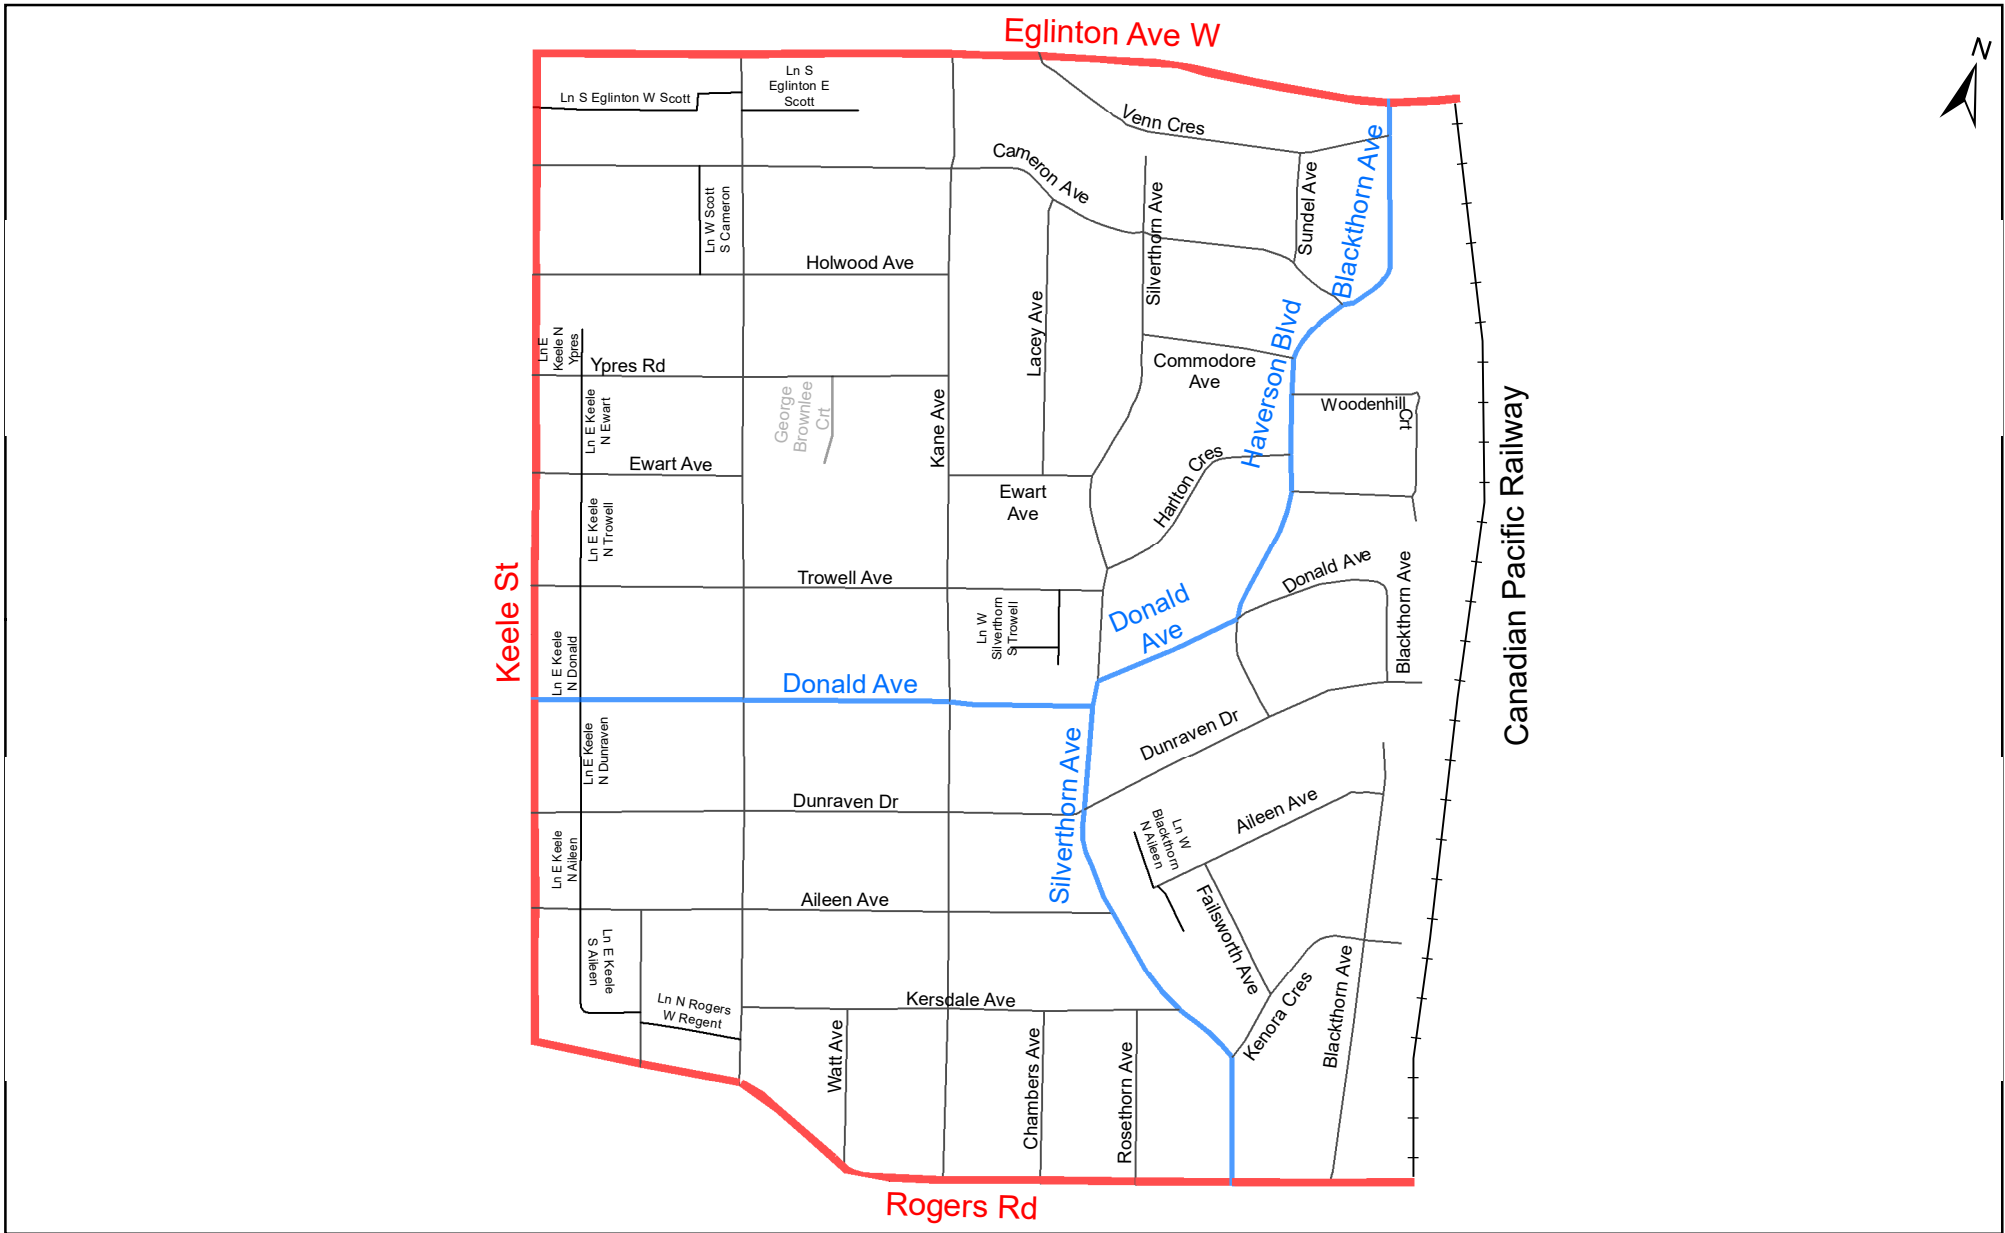 Eglinton Ave W
N
Ln S
Eglinton E
Scott
Ln S Eglinton W Scott
Venn Cres
Blackthorn Ave
Cameron Ave
Ln W Scott
S Cameron
Silverthorn Ave
Sundel Ave
Holwood Ave
Lacey Ave
Haverson Blvd
Ln E
Keele N
Ypres
Ypres Rd
Commodore
Ave
George
Brownlee
Crt
Kane Ave
Woodenhill
Crt
Canadian Pacific Railway
Ln E Keele
N Ewart
Ewart Ave
Ewart
Ave
Harlton Cres
Ln E Keele
N Trowell
Keele St
Trowell Ave
Donald Ave
Blackthorn Ave
Donald
Ave
Ln W
Silverthorn
S Trowell
Ln E Keele
N Donald
Donald Ave
Ln E Keele
N Dunraven
Silverthorn Ave
Dunraven Dr
Dunraven Dr
Ln W
Blackthorn
N Aileen
Aileen Ave
Ln E Keele
N Aileen
Aileen Ave
Failsworth Ave
Ln E Keele
S Aileen
Ln N Rogers
W Regent
Kersdale Ave
Kenora Cres
Blackthorn Ave
Watt Ave
Chambers Ave
Rosethorn Ave
Rogers Rd